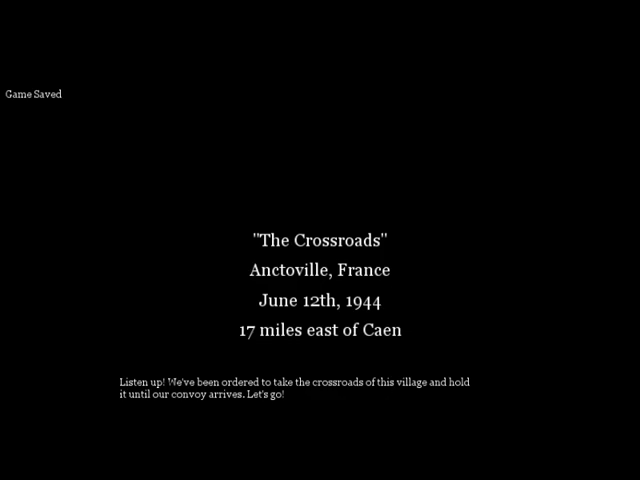 Game Saved
"The Crossroads"
Anctoville, France
June 12th, 1944
17 miles east of Caen
Listen up! We've been ordered to take the crossroads of this village and hold
it until our convoy arrives. Let's go!